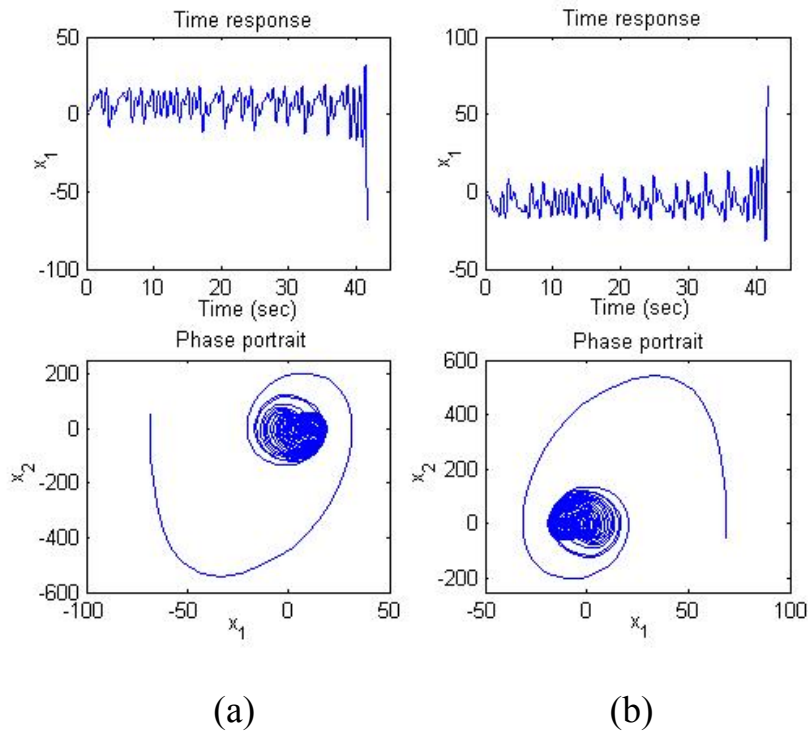 Time response
50
0
-50
-100
x1
0 10 20 30 40
Time (sec)
Time response
100
50
0
-50
x1
0 10 20 30 40
Time (sec)
Phase portrait
200
0
-200
-400
-600
x2
-100 -50 0 50
x1
Phase portrait
600
400
200
0
-200
x2
-50 0 50 100
x1
(a) (b)